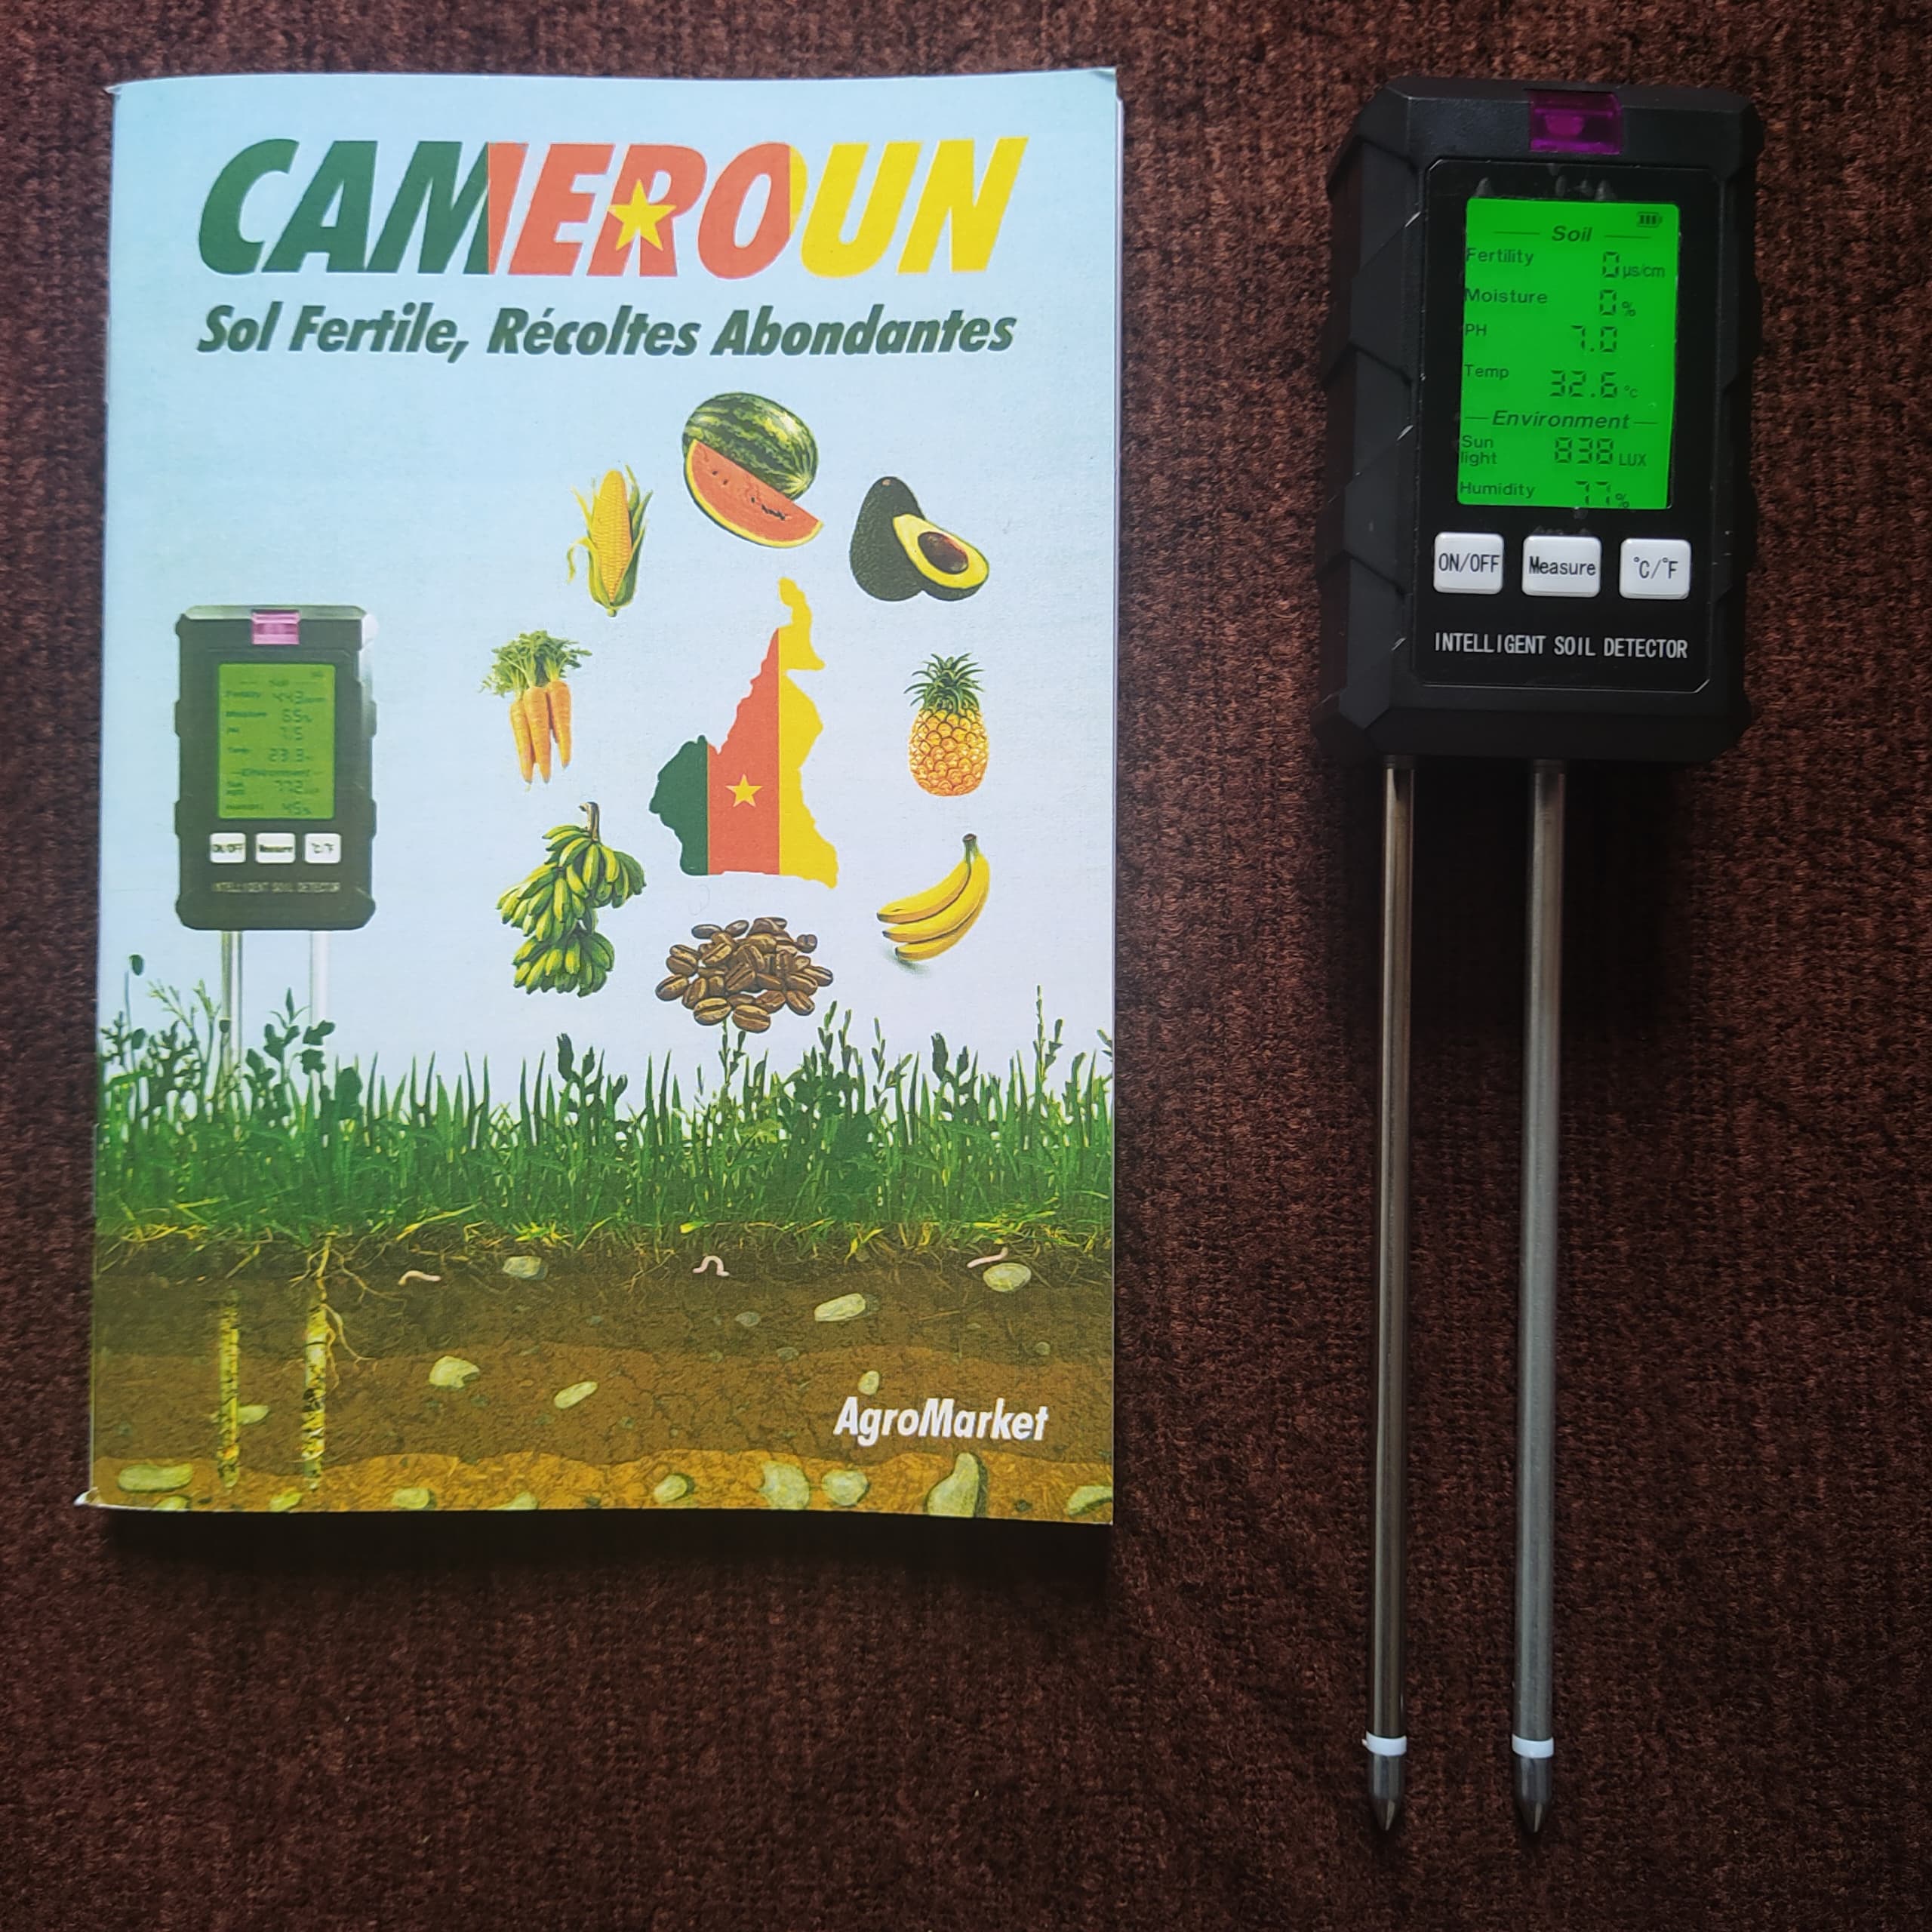 CAMEROUN
Sol Fertile, Récoltes Abondantes
ON/OFF Measure °C/°F
INTELLIGENT SOIL DETECTOR
AgroMarket
Soil
Fertility 0 µs/cm
Moisture 0 %
PH 7.0
Temp 32.6 °c
Environment
Sun light 838 LUX
Humidity 77 %
ON/OFF Measure °C/°F
INTELLIGENT SOIL DETECTOR